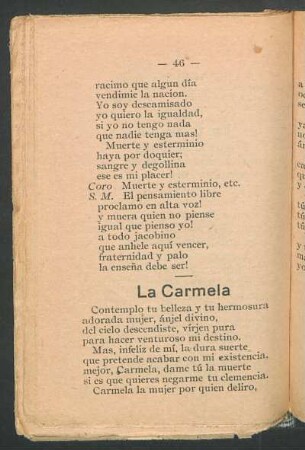 — 46 —
racimo que algun día
vendimie la nacion.
Yo soy descamisado
yo quiero la igualdad,
si yo no tengo nada
que nadie tenga mas!
Muerte y esterminio
haya por doquier;
sangre y degollina
ese es mi placer!
Coro Muerte y esterminio, etc.
S. M. El pensamiento libre
proclamo en alta voz!
y muera quien no piense
igual que pienso yo!
a todo jacobino
que anhele aquí vencer,
fraternidad y palo
la enseña debe ser!
La Carmela
Contemplo tu belleza y tu hermosura
adorada mujer, ánjel divino,
del cielo descendiste, vírjen pura
para hacer venturoso mi destino.
Mas, infeliz de mí, la dura suerte
que pretende acabar con mi existencia,
mejor, Carmela, dame tú la muerte
si es que quieres negarme tu clemencia.
Carmela la mujer por quien deliro,